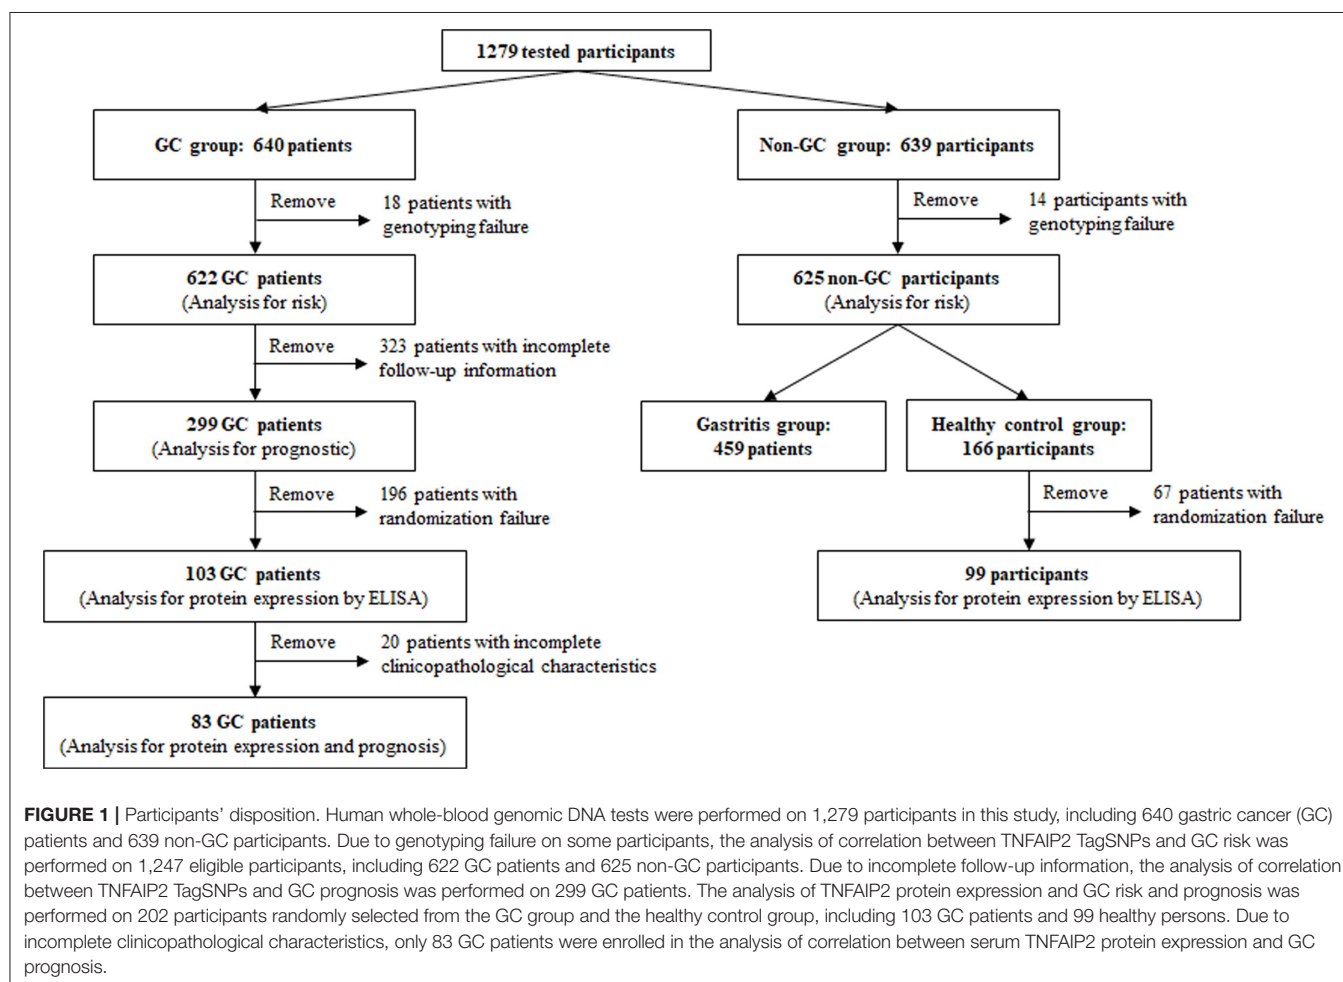 1279 tested participants
GC group: 640 patients
Non-GC group: 639 participants
Remove
18 patients with
genotyping failure
Remove
14 participants with
genotyping failure
622 GC patients
(Analysis for risk)
625 non-GC participants
(Analysis for risk)
Remove
323 patients with incomplete
follow-up information
299 GC patients
(Analysis for prognostic)
Gastritis group:
459 patients
Healthy control group:
166 participants
Remove
196 patients with
randomization failure
Remove
67 patients with
randomization failure
103 GC patients
(Analysis for protein expression by ELISA)
99 participants
(Analysis for protein expression by ELISA)
Remove
20 patients with incomplete
clinicopathological characteristics
83 GC patients
(Analysis for protein expression and prognosis)
FIGURE 1 | Participants' disposition. Human whole-blood genomic DNA tests were performed on 1,279 participants in this study, including 640 gastric cancer (GC)
patients and 639 non-GC participants. Due to genotyping failure on some participants, the analysis of correlation between TNFAIP2 TagSNPs and GC risk was
performed on 1,247 eligible participants, including 622 GC patients and 625 non-GC participants. Due to incomplete follow-up information, the analysis of correlation
between TNFAIP2 TagSNPs and GC prognosis was performed on 299 GC patients. The analysis of TNFAIP2 protein expression and GC risk and prognosis was
performed on 202 participants randomly selected from the GC group and the healthy control group, including 103 GC patients and 99 healthy persons. Due to
incomplete clinicopathological characteristics, only 83 GC patients were enrolled in the analysis of correlation between serum TNFAIP2 protein expression and GC
prognosis.